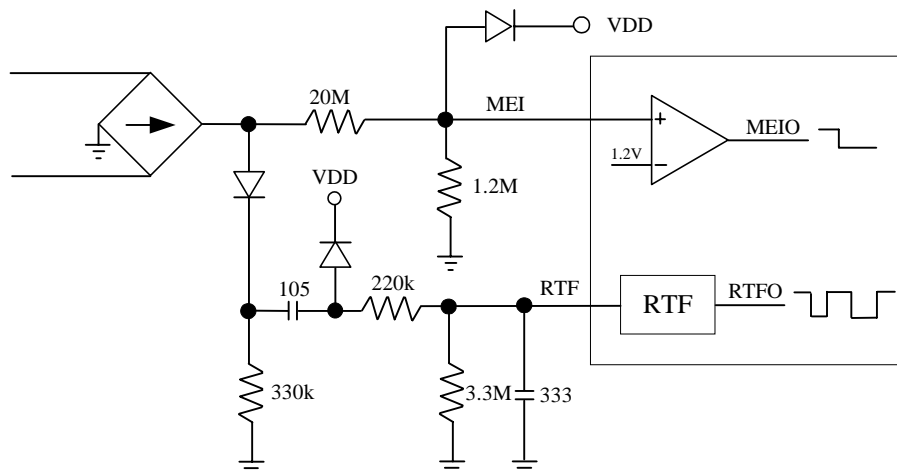 VDD
20M
MEI
+
MEIO
1.2V
−
1.2M
VDD
105
220k
RTF
RTF
RTFO
330k
3.3M
333